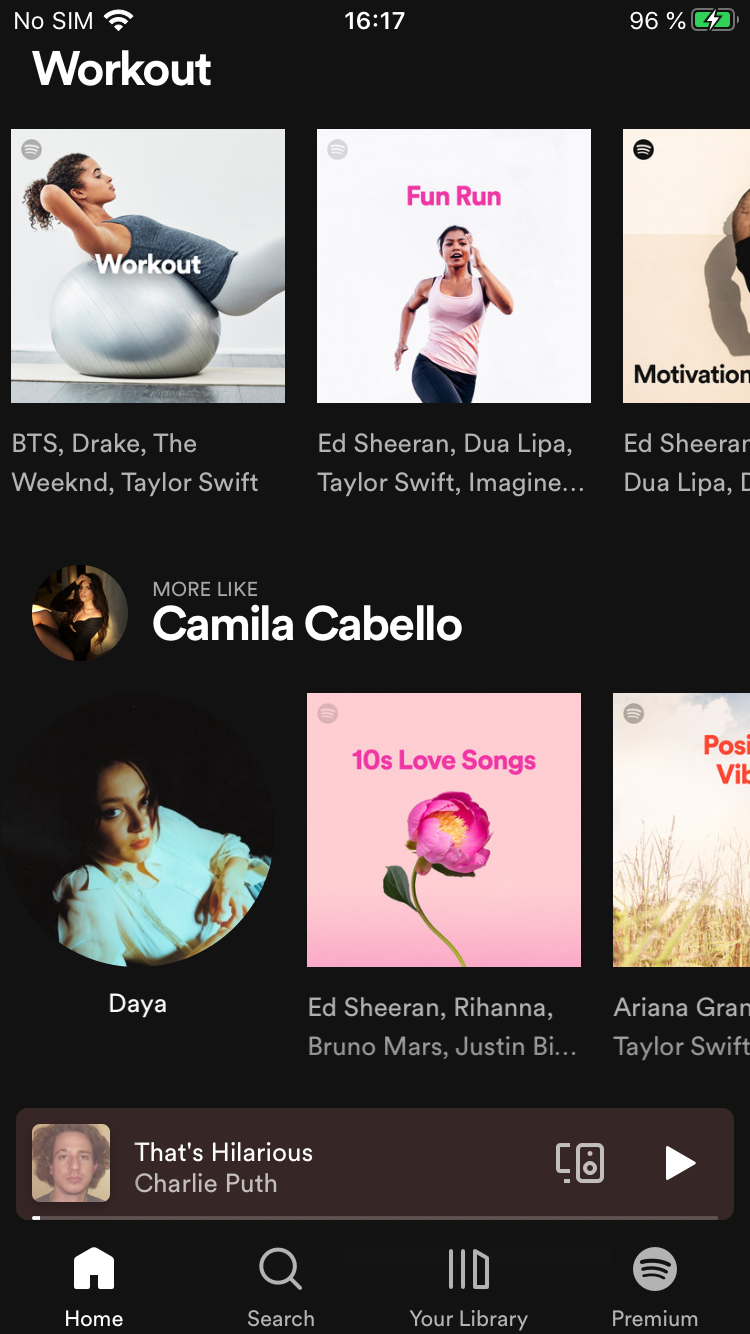 No SIM 16:17 96 %
Workout
Workout
Fun Run
Motivation
BTS, Drake, The
Weeknd, Taylor Swift
Ed Sheeran, Dua Lipa,
Taylor Swift, Imagine...
Ed Sheeran
Dua Lipa, D
MORE LIKE
Camila Cabello
10s Love Songs
Posi
Vib
Daya
Ed Sheeran, Rihanna,
Bruno Mars, Justin Bi...
Ariana Gran
Taylor Swift
That's Hilarious
Charlie Puth
Home
Search
Your Library
Premium